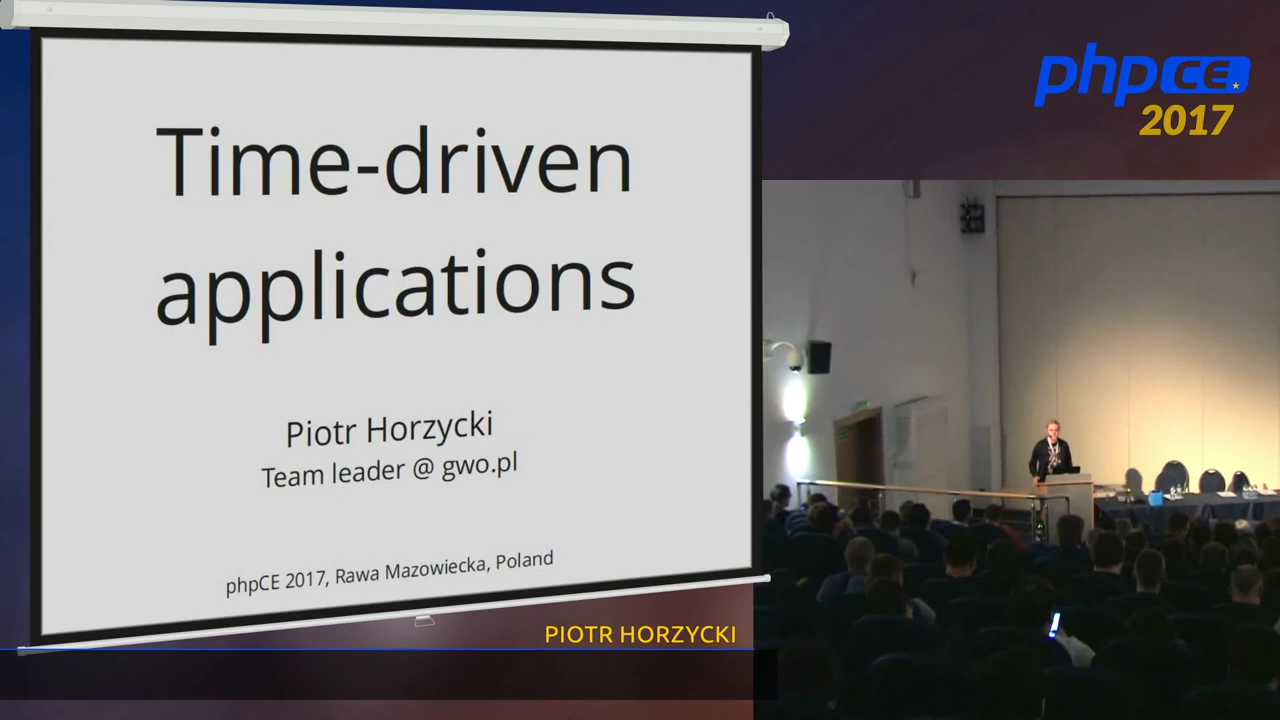 Time-driven
applications
Piotr Horzycki
Team leader @ gwo.pl
phpCE 2017, Rawa Mazowiecka, Poland
PIOTR HORZYCKI
phpCE
2017